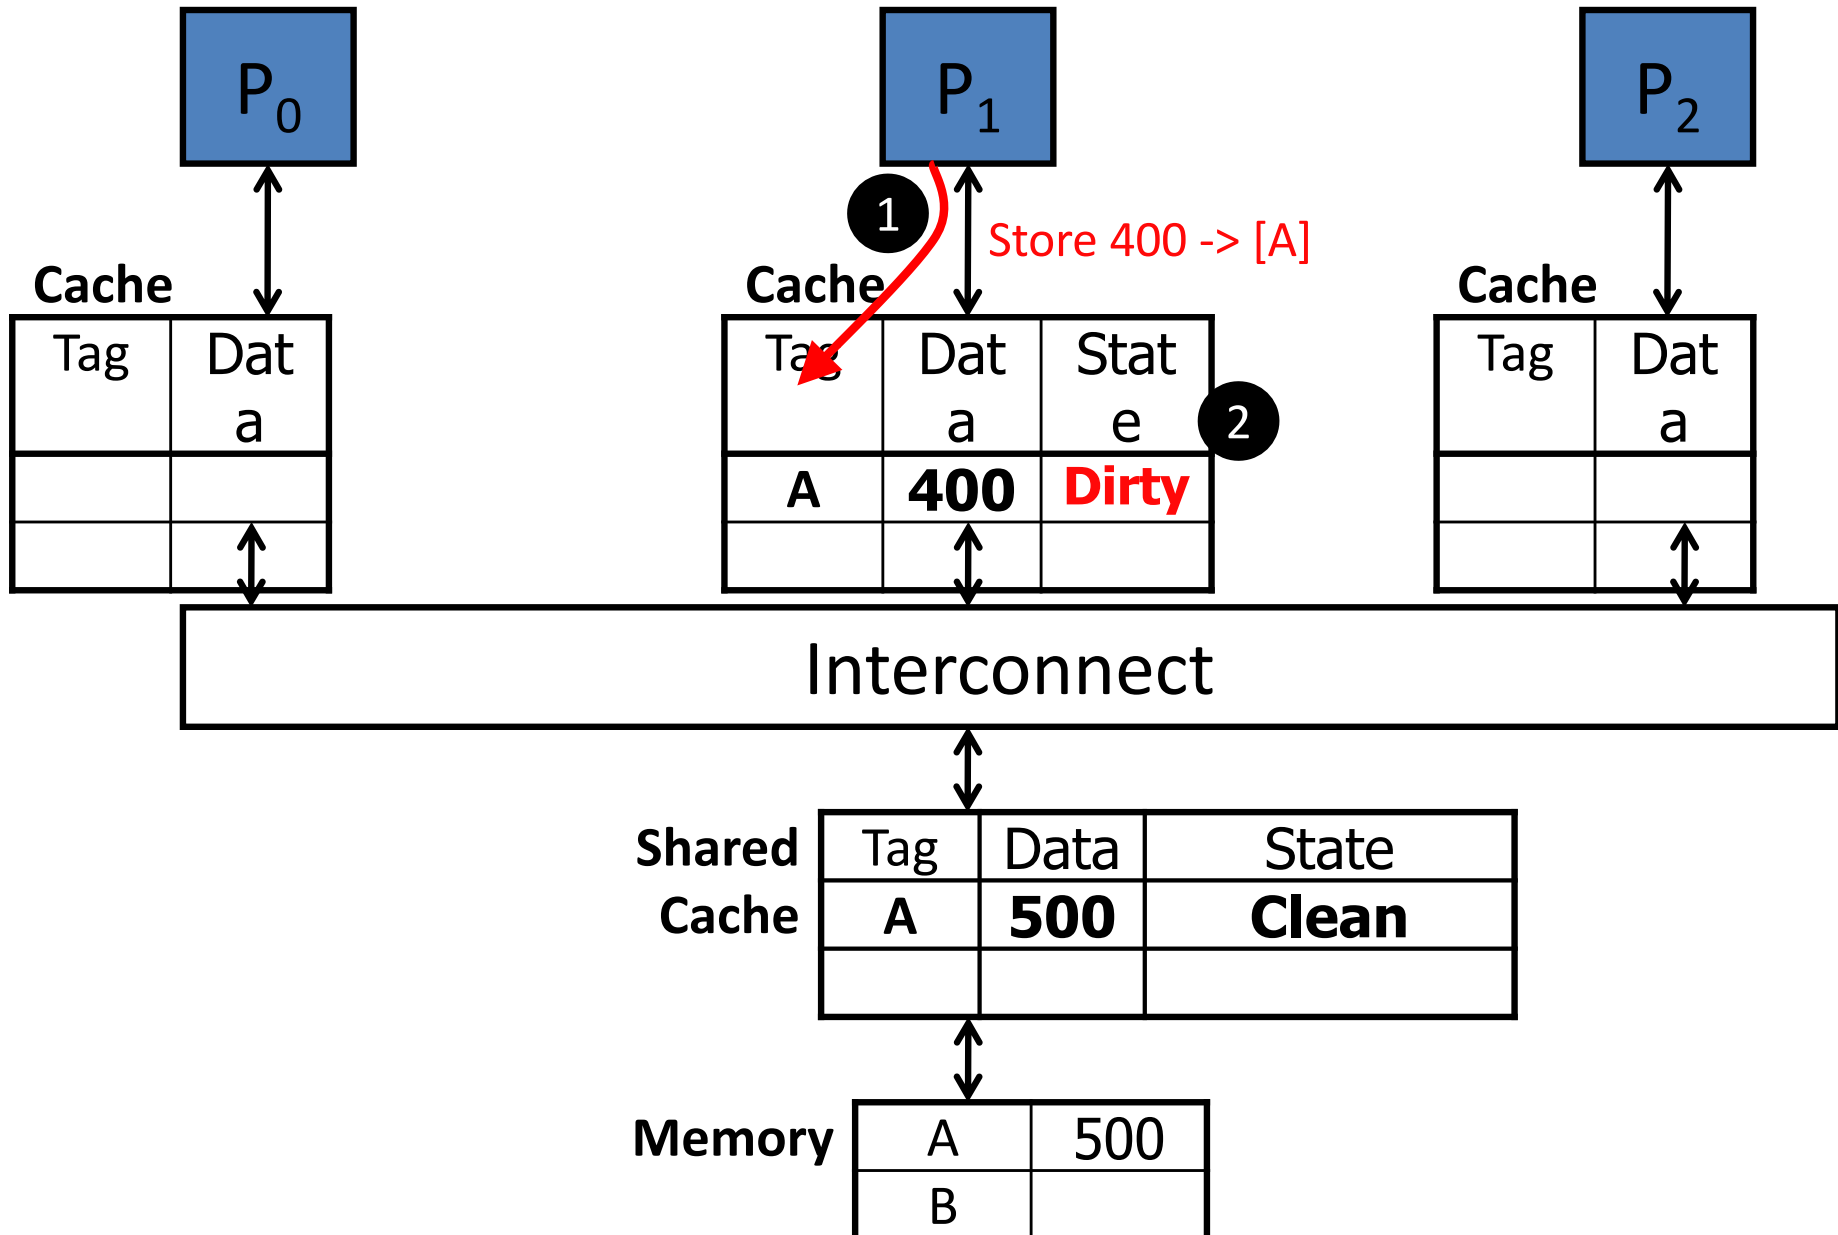 P0 P1 P2
1
Store 400 -> [A]
Cache Cache Cache
Tag Dat Tag Dat Stat Tag Dat
a a e a
2
A 400 Dirty
Interconnect
Shared Tag Data State
Cache A 500 Clean
Memory A 500
B